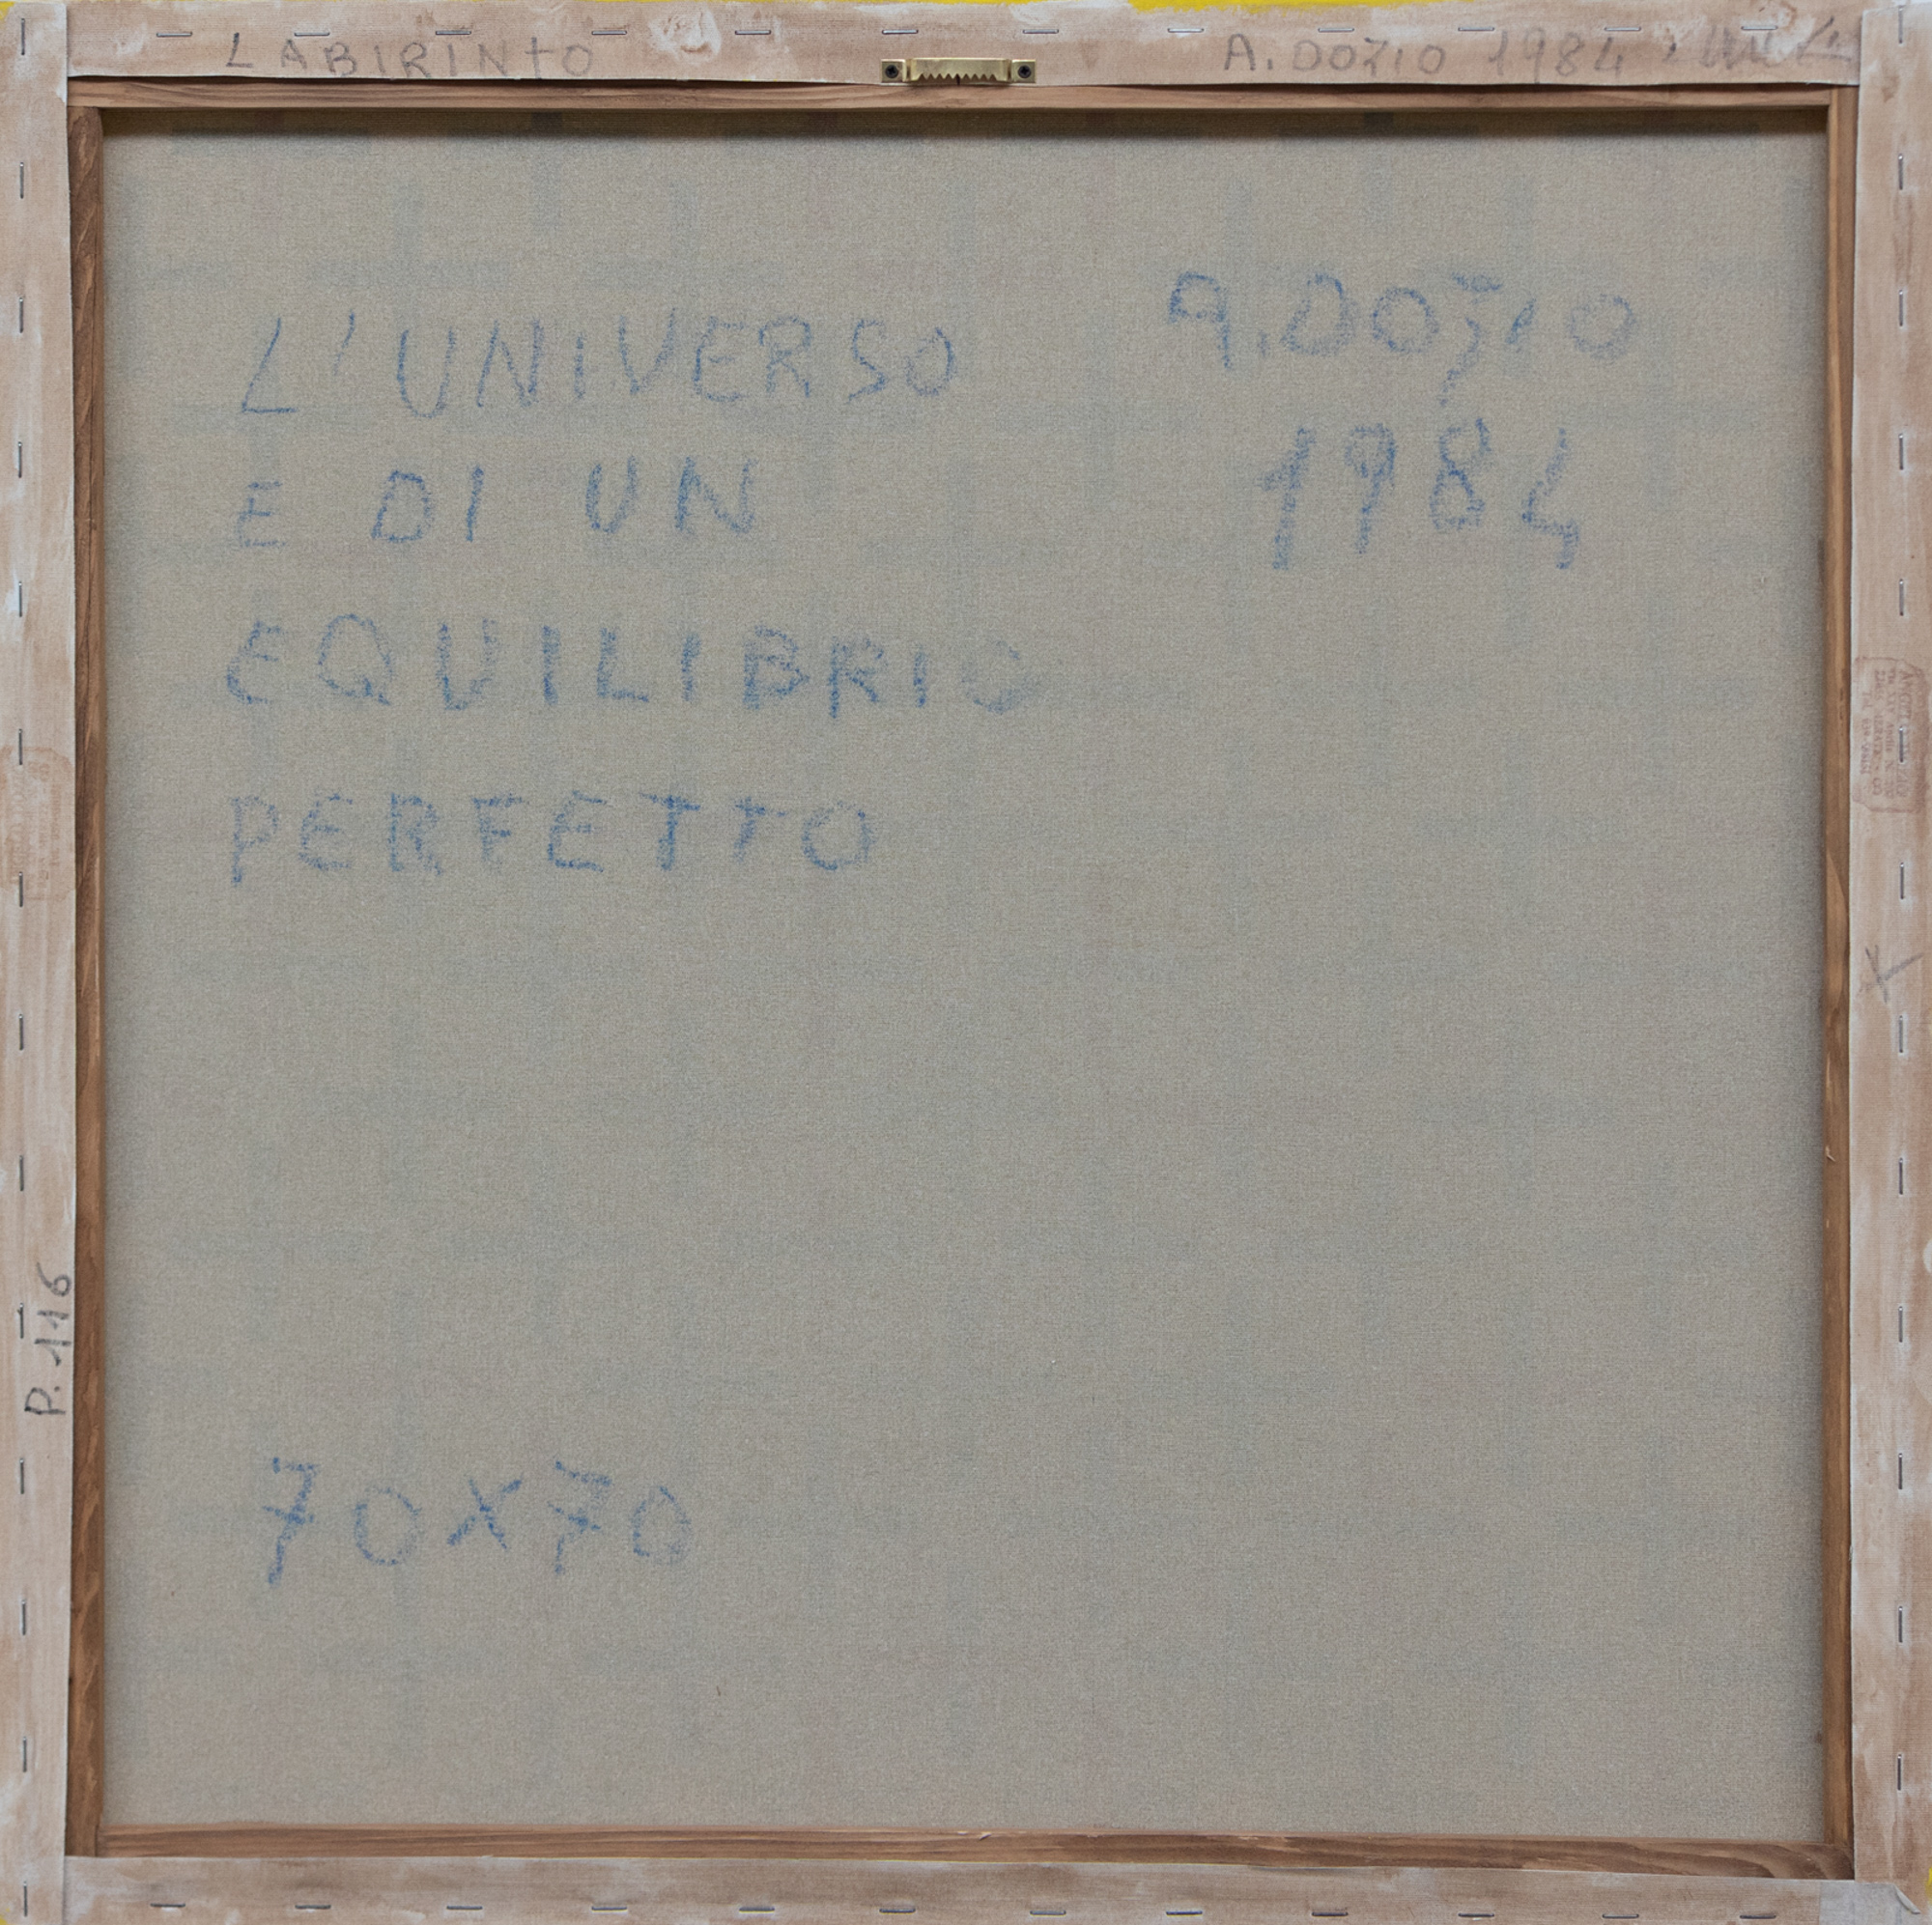 LABIRINTO
A. DOZIO 1984
A. DOZIO
1984
L'UNIVERSO
E DI UN
EQUILIBRIO
PERFETTO
P. 116
70X70